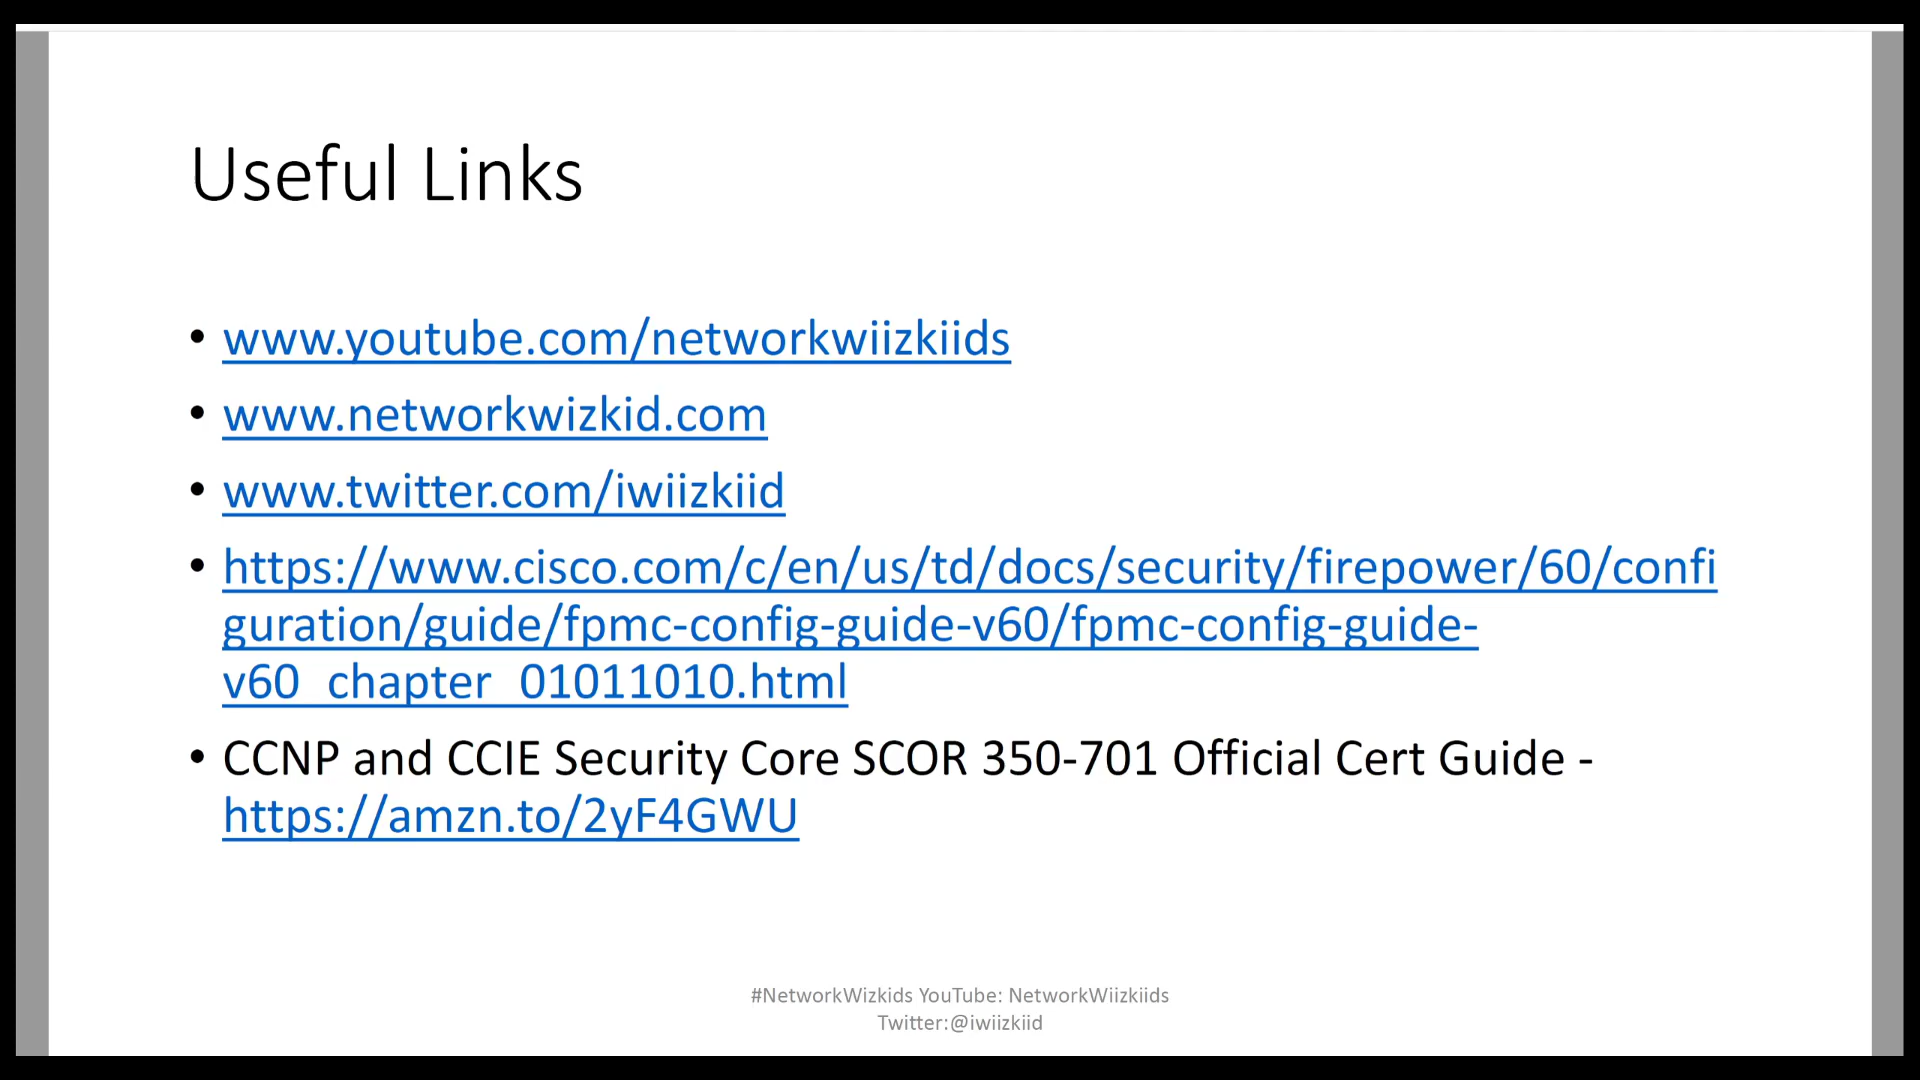 Useful Links
• www.youtube.com/networkwiizkiids
• www.networkwizkid.com
• www.twitter.com/iwiizkiid
• https://www.cisco.com/c/en/us/td/docs/security/firepower/60/confi
guration/guide/fpmc-config-guide-v60/fpmc-config-guide-
v60_chapter_01011010.html
• CCNP and CCIE Security Core SCOR 350-701 Official Cert Guide -
https://amzn.to/2yF4GWU
#NetworkWizkids YouTube: NetworkWiizkiids
Twitter:@iwiizkiid